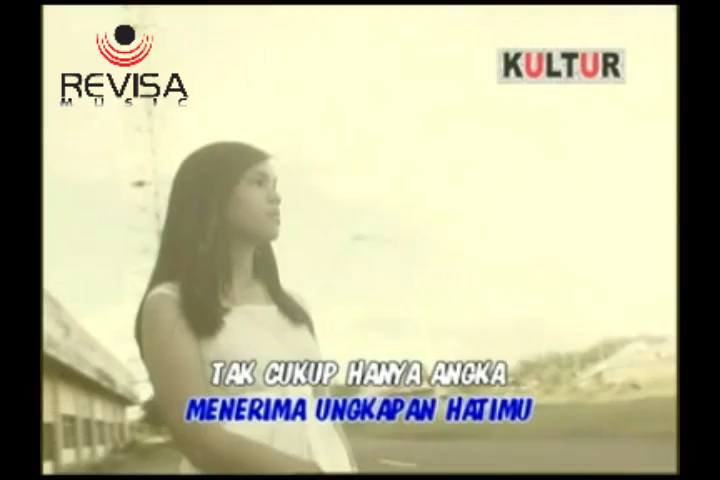 REVISA
MUSIC
KULTUR
TAK CUKUP HANYA ANGKA
MENERIMA UNGKAPAN HATIMU